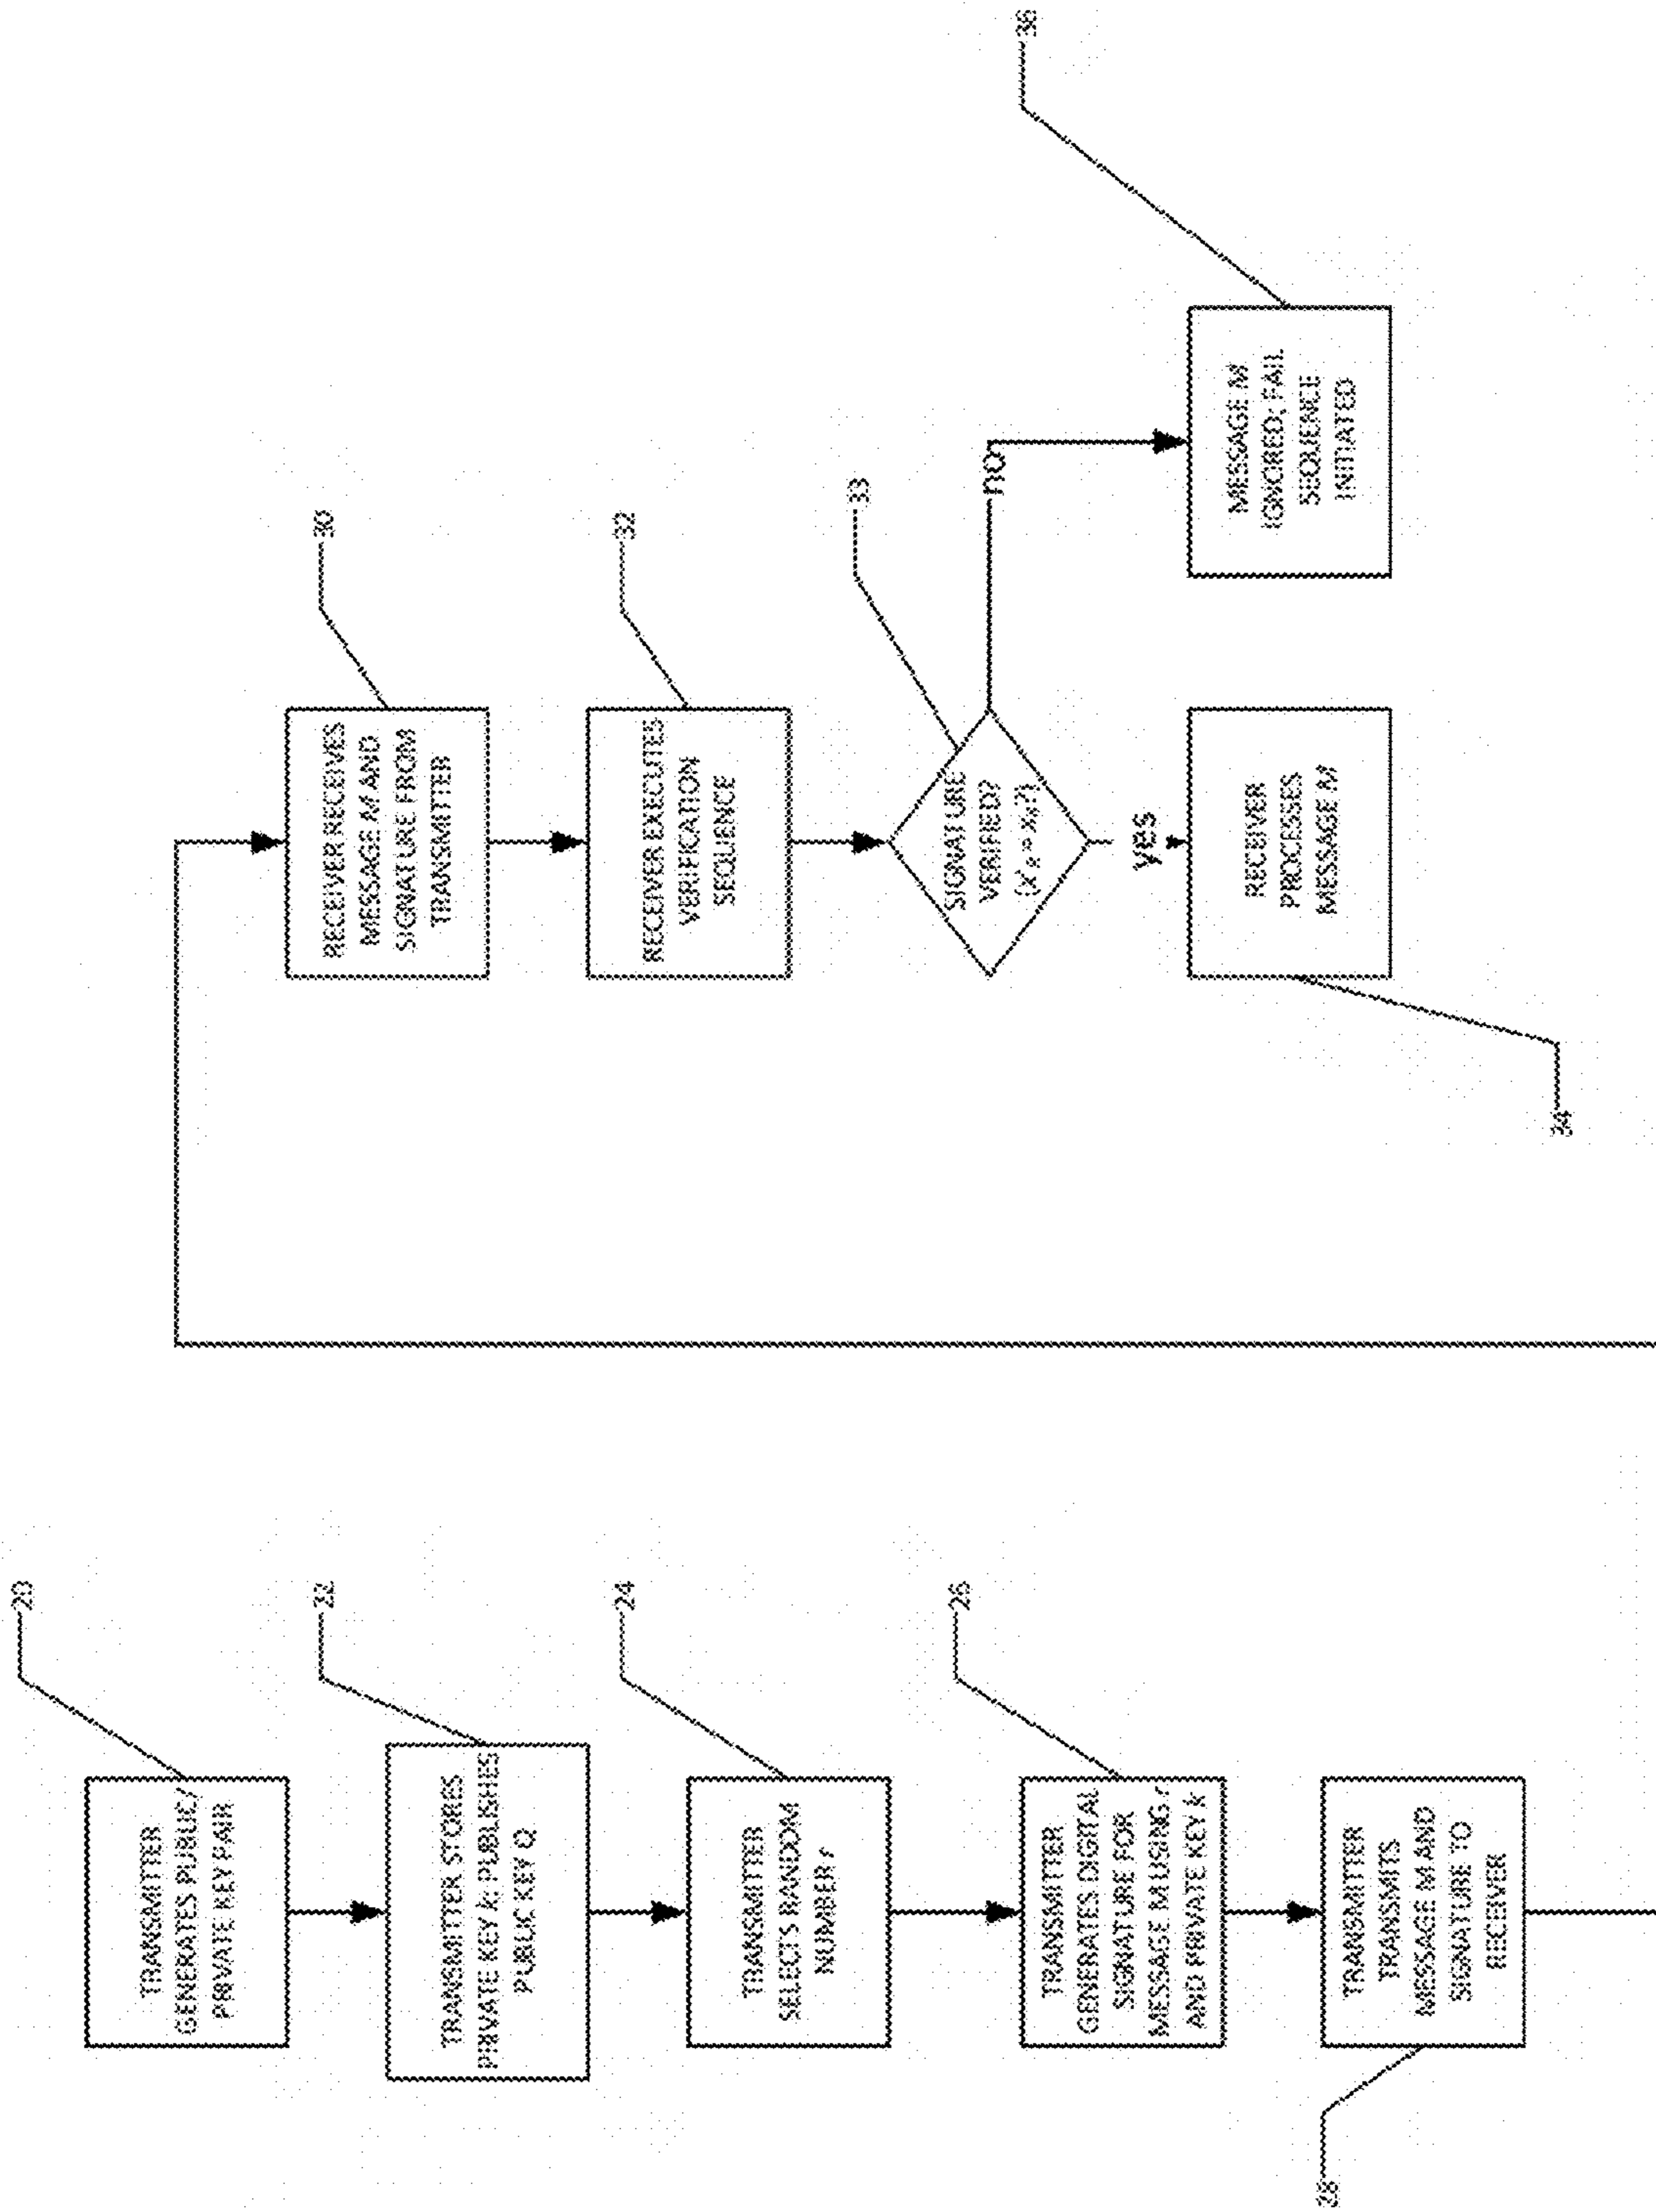 TRANSMITTER
GENERATES PUBLIC/
PRIVATE KEY PAIR
20
TRANSMITTER STORES
PRIVATE KEY k; PUBLISHES
PUBLIC KEY Q
22
TRANSMITTER
SELECTS RANDOM
NUMBER r
24
TRANSMITTER
GENERATES DIGITAL
SIGNATURE FOR
MESSAGE M USING r
AND PRIVATE KEY k
26
TRANSMITTER
TRANSMITS
MESSAGE M AND
SIGNATURE TO
RECEIVER
28
RECEIVER RECEIVES
MESSAGE M AND
SIGNATURE FROM
TRANSMITTER
30
RECEIVER EXECUTES
VERIFICATION
SEQUENCE
32
SIGNATURE
VERIFIED?
33
no
yes
RECEIVER
PROCESSES
MESSAGE M
34
MESSAGE M
IGNORED; FAIL
SEQUENCE
INITIATED
36